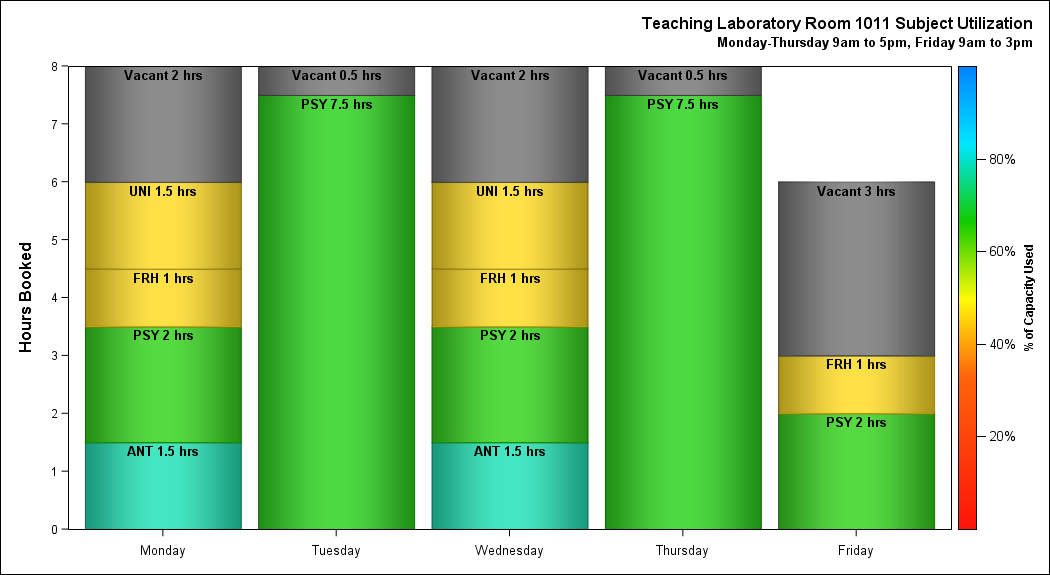 Teaching Laboratory Room 1011 Subject Utilization
Monday-Thursday 9am to 5pm, Friday 9am to 3pm
Hours Booked
8
7
6
5
4
3
2
1
0
Vacant 2 hrs
UNI 1.5 hrs
FRH 1 hrs
PSY 2 hrs
ANT 1.5 hrs
Monday
Vacant 0.5 hrs
PSY 7.5 hrs
Tuesday
Vacant 2 hrs
UNI 1.5 hrs
FRH 1 hrs
PSY 2 hrs
ANT 1.5 hrs
Wednesday
Vacant 0.5 hrs
PSY 7.5 hrs
Thursday
Vacant 3 hrs
FRH 1 hrs
PSY 2 hrs
Friday
80%
60%
40%
20%
% of Capacity Used